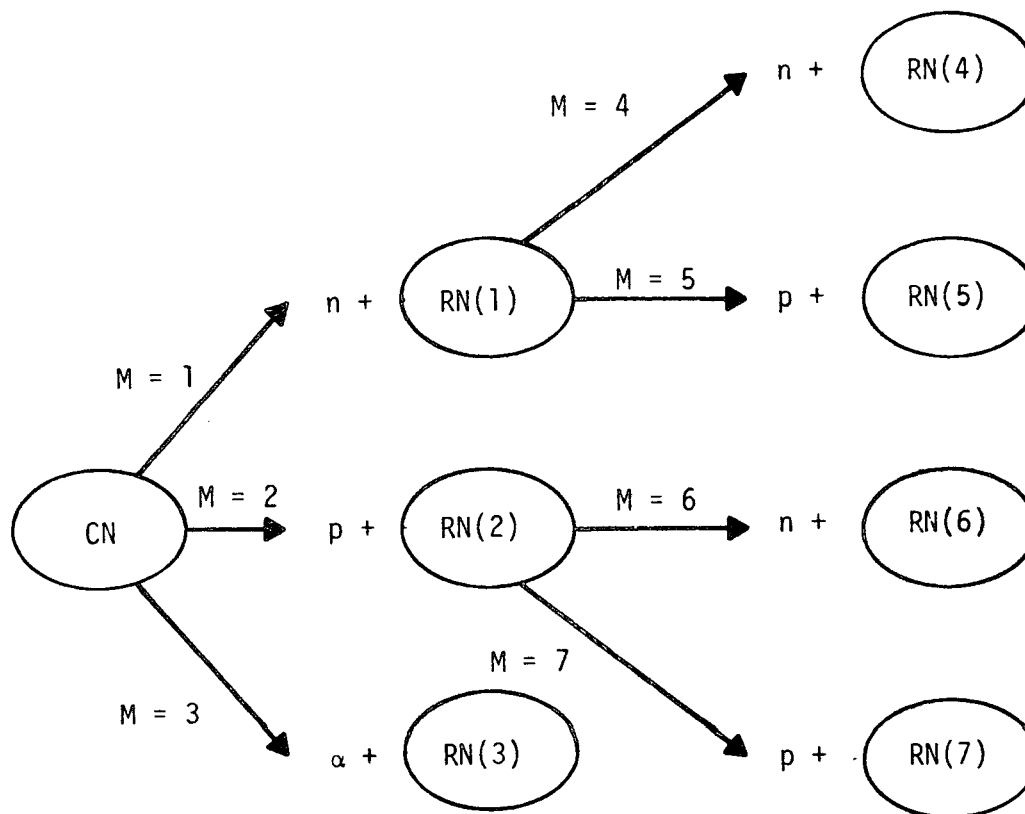 n + RN(4)
M = 4
n + RN(1) M = 5 p + RN(5)
M = 1
CN M = 2 p + RN(2) M = 6 n + RN(6)
M = 7
M = 3
α + RN(3) p + RN(7)